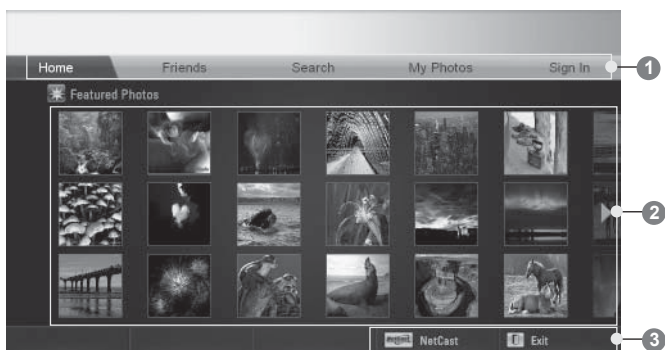 Home Friends Search My Photos Sign In
1
Featured Photos
2
NetCast Exit
3